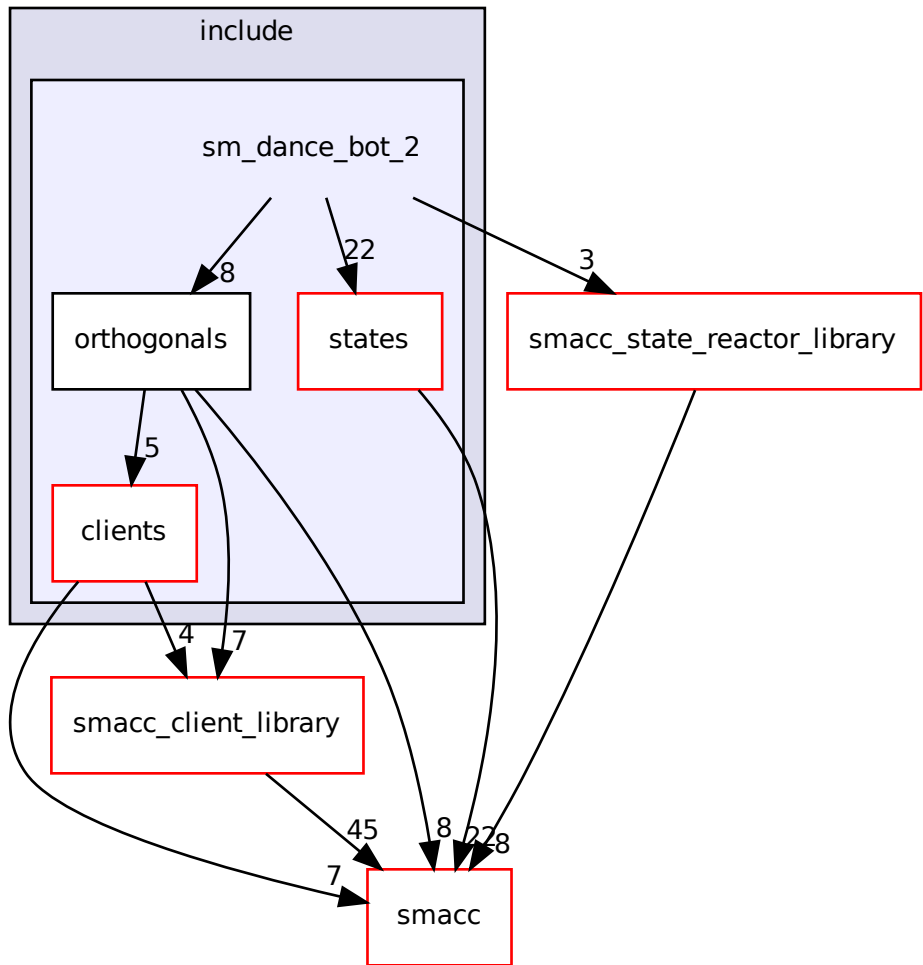 include
sm_dance_bot_2
8
22
3
orthogonals
states
smacc_state_reactor_library
5
clients
4
7
smacc_client_library
45
8
22
8
7
smacc